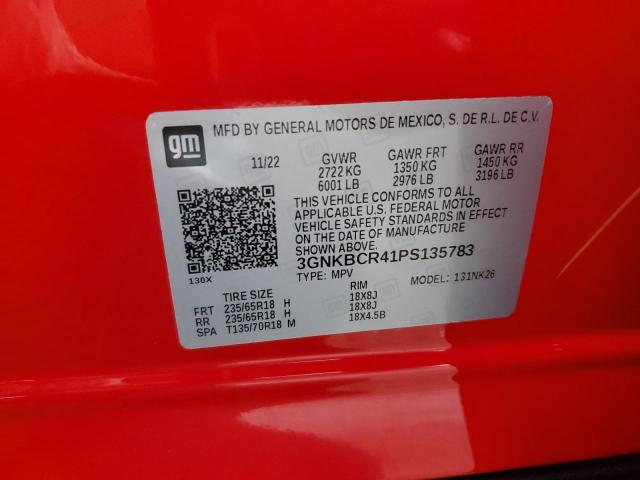 gm
MFD BY GENERAL MOTORS DE MEXICO, S. DE R.L. DE C.V.
11/22 GVWR GAWR FRT GAWR RR
2722 KG 1350 KG 1450 KG
6001 LB 2976 LB 3196 LB
THIS VEHICLE CONFORMS TO ALL
APPLICABLE U.S. FEDERAL MOTOR
VEHICLE SAFETY STANDARDS IN EFFECT
ON THE DATE OF MANUFACTURE
SHOWN ABOVE.
3GNKBCR41PS135783
130X
TYPE: MPV MODEL: 131NK26
TIRE SIZE RIM
FRT 235/65R18 H 18X8J
RR 235/65R18 H 18X8J
SPA T135/70R18 M 18X4.5B